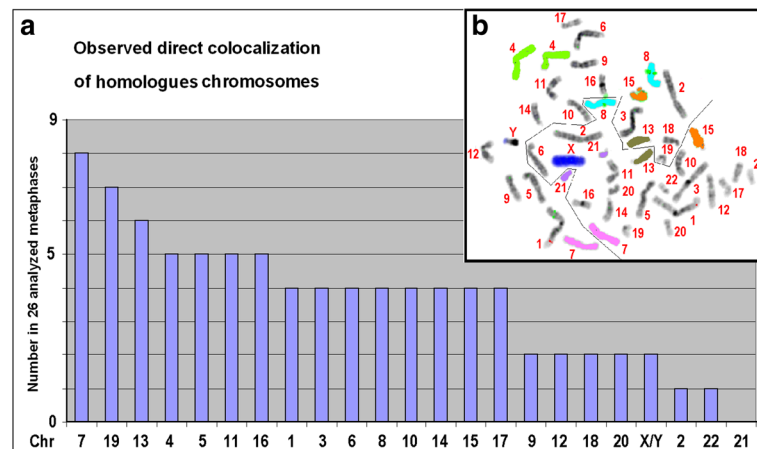 a
Observed direct colocalization
of homologues chromosomes
Number in 26 analyzed metaphases
9
5
0
Chr 7 19 13 4 5 11 16 1 3 6 8 10 14 15 17 9 12 18 20 X/Y 2 22 21
b
17 6
4 4 8
9
11 16 15 2
14 10 8 3
Y 2 21 13 18 15
12 6 X 19 10
13
21 11 22 18
9 5 20 3 17
16 14 5 12
1 19 20 1
7 7